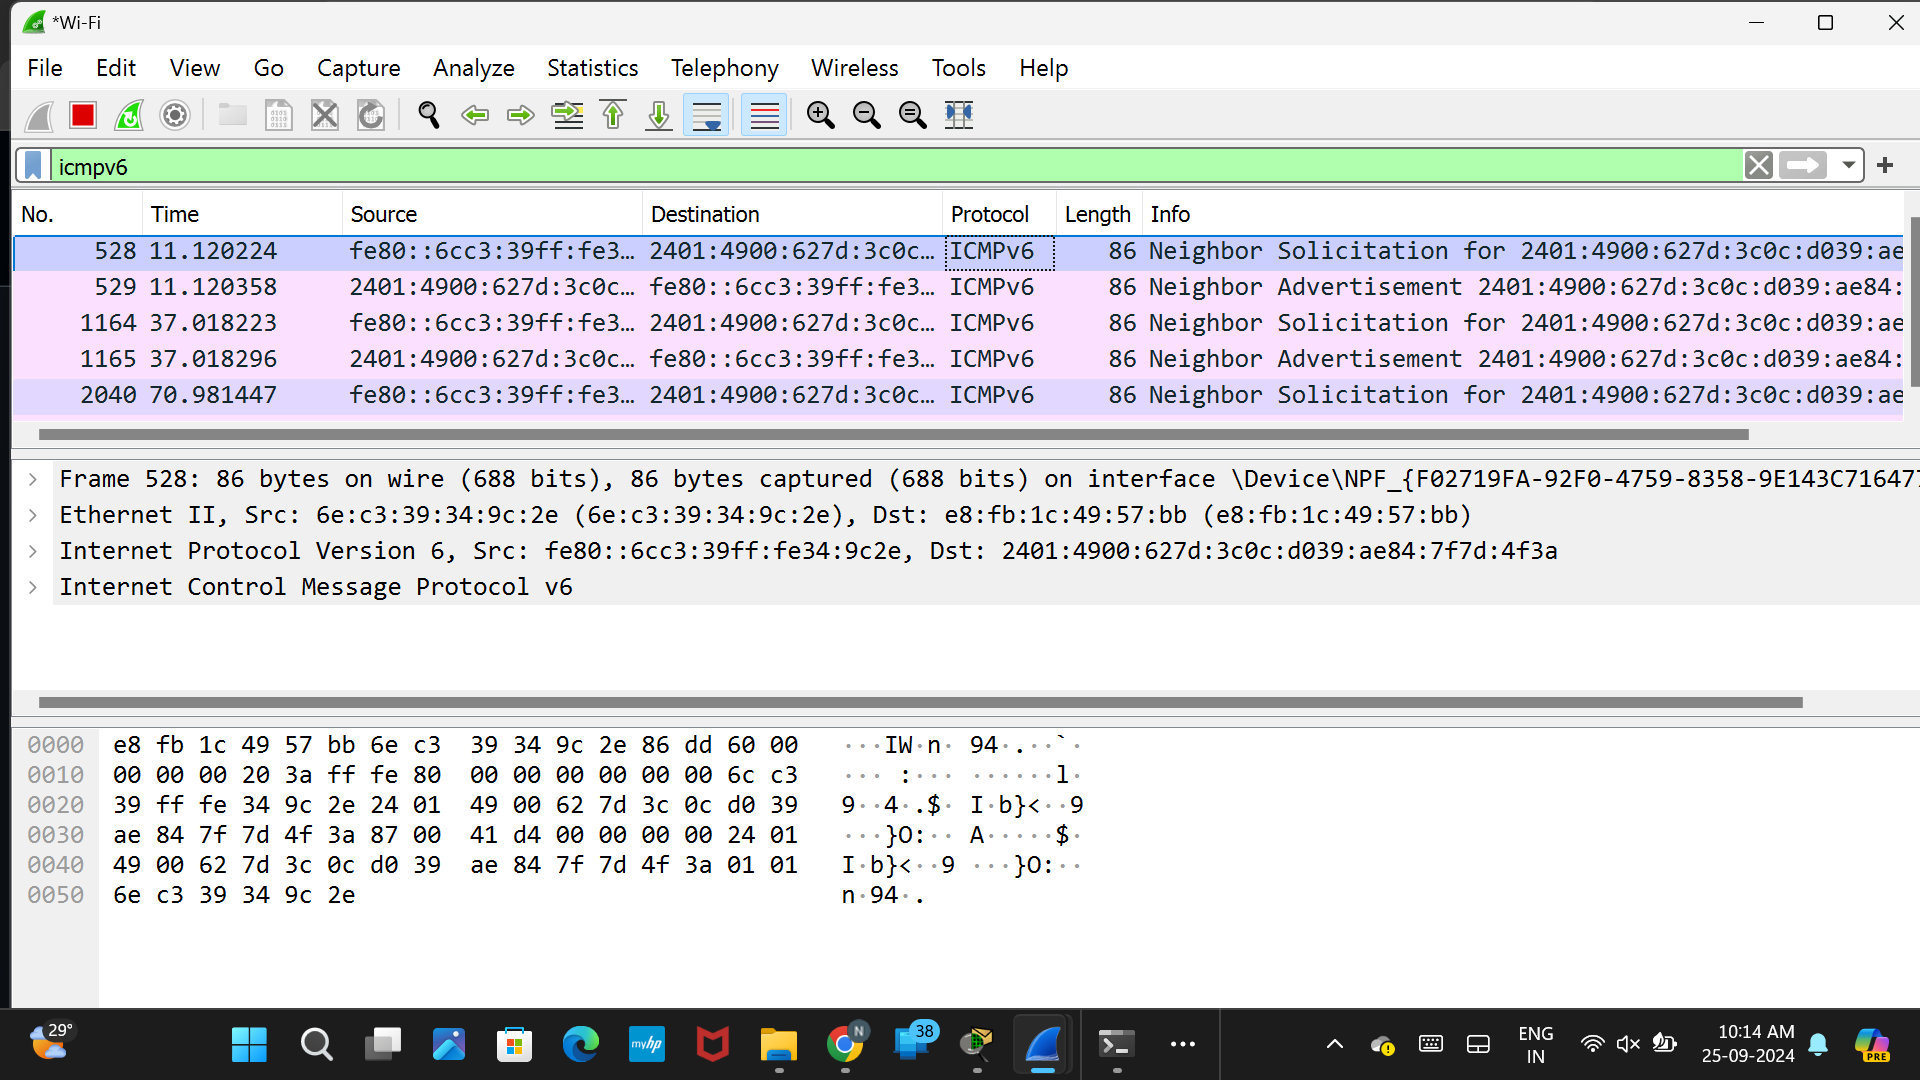 *Wi-Fi
File Edit View Go Capture Analyze Statistics Telephony Wireless Tools Help
icmpv6
No. Time Source Destination Protocol Length Info
528 11.120224 fe80::6cc3:39ff:fe3… 2401:4900:627d:3c0c… ICMPv6 86 Neighbor Solicitation for 2401:4900:627d:3c0c:d039:ae
529 11.120358 2401:4900:627d:3c0c… fe80::6cc3:39ff:fe3… ICMPv6 86 Neighbor Advertisement 2401:4900:627d:3c0c:d039:ae84:
1164 37.018223 fe80::6cc3:39ff:fe3… 2401:4900:627d:3c0c… ICMPv6 86 Neighbor Solicitation for 2401:4900:627d:3c0c:d039:ae
1165 37.018296 2401:4900:627d:3c0c… fe80::6cc3:39ff:fe3… ICMPv6 86 Neighbor Advertisement 2401:4900:627d:3c0c:d039:ae84:
2040 70.981447 fe80::6cc3:39ff:fe3… 2401:4900:627d:3c0c… ICMPv6 86 Neighbor Solicitation for 2401:4900:627d:3c0c:d039:ae
Frame 528: 86 bytes on wire (688 bits), 86 bytes captured (688 bits) on interface \Device\NPF_{F02719FA-92F0-4759-8358-9E143C716477
Ethernet II, Src: 6e:c3:39:34:9c:2e (6e:c3:39:34:9c:2e), Dst: e8:fb:1c:49:57:bb (e8:fb:1c:49:57:bb)
Internet Protocol Version 6, Src: fe80::6cc3:39ff:fe34:9c2e, Dst: 2401:4900:627d:3c0c:d039:ae84:7f7d:4f3a
Internet Control Message Protocol v6
0000 e8 fb 1c 49 57 bb 6e c3 39 34 9c 2e 86 dd 60 00 ···IW·n· 94·.··`·
0010 00 00 00 20 3a ff fe 80 00 00 00 00 00 00 6c c3 ··· :··· ······l·
0020 39 ff fe 34 9c 2e 24 01 49 00 62 7d 3c 0c d0 39 9··4·.$· I·b}<··9
0030 ae 84 7f 7d 4f 3a 87 00 41 d4 00 00 00 00 24 01 ···}O:·· A·····$·
0040 49 00 62 7d 3c 0c d0 39 ae 84 7f 7d 4f 3a 01 01 I·b}<··9 ···}O:··
0050 6e c3 39 34 9c 2e n·94·.
29°
myhp
N
38
PRE
ENG
IN
10:14 AM
25-09-2024